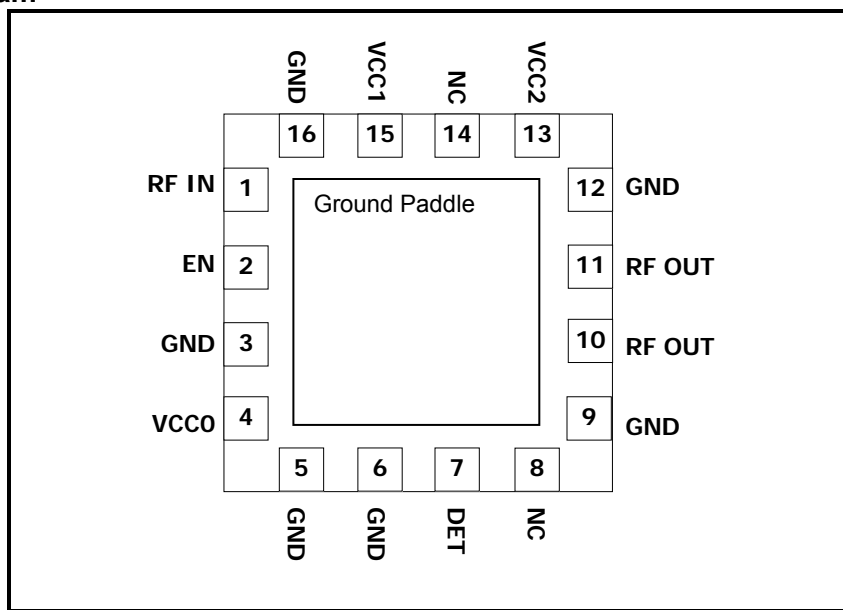 GND VCC1 NC VCC2
16 15 14 13
RF IN 1 12 GND
Ground Paddle
EN 2 11 RF OUT
GND 3 10 RF OUT
VCC0 4 9 GND
5 6 7 8
GND GND DET NC